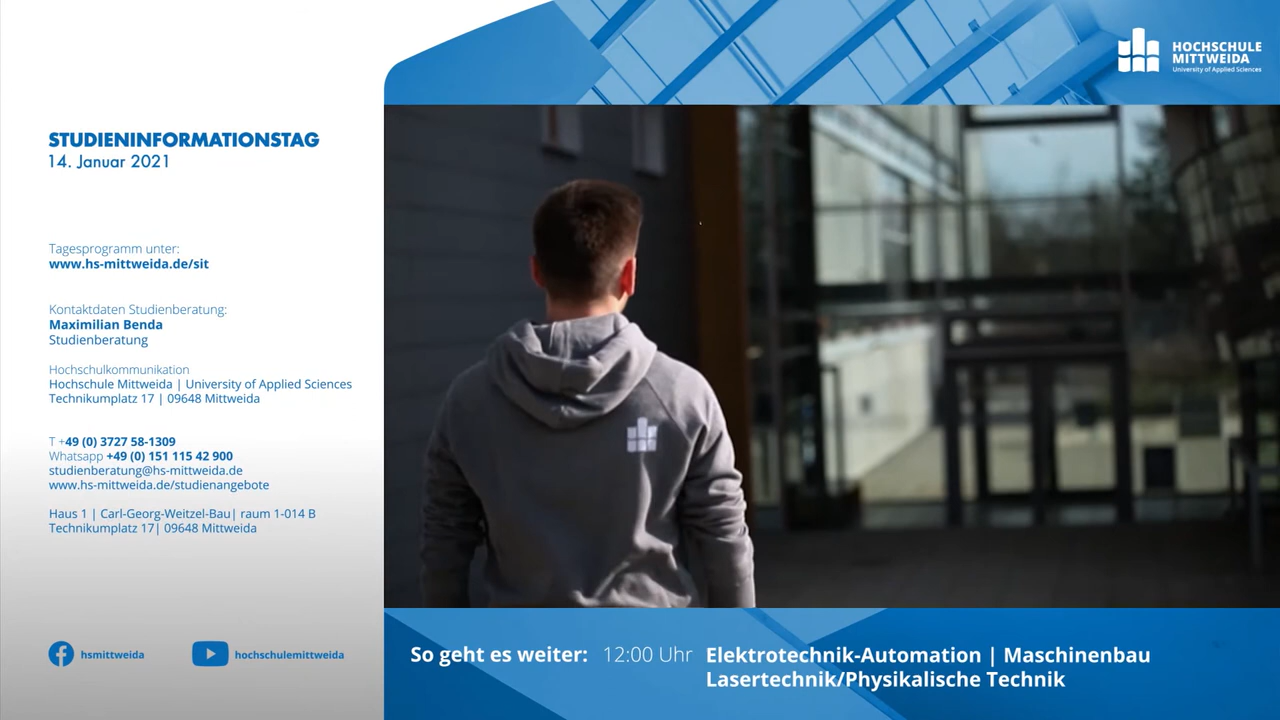 HOCHSCHULE
MITTWEIDA
University of Applied Sciences
STUDIENINFORMATIONSTAG
14. Januar 2021
Tagesprogramm unter:
www.hs-mittweida.de/sit
Kontaktdaten Studienberatung:
Maximilian Benda
Studienberatung
Hochschulkommunikation
Hochschule Mittweida | University of Applied Sciences
Technikumplatz 17 | 09648 Mittweida
T +49 (0) 3727 58-1309
Whatsapp +49 (0) 151 115 42 900
studienberatung@hs-mittweida.de
www.hs-mittweida.de/studienangebote
Haus 1 | Carl-Georg-Weitzel-Bau| raum 1-014 B
Technikumplatz 17| 09648 Mittweida
hsmittweida
hochschulemittweida
So geht es weiter: 12:00 Uhr Elektrotechnik-Automation | Maschinenbau
Lasertechnik/Physikalische Technik